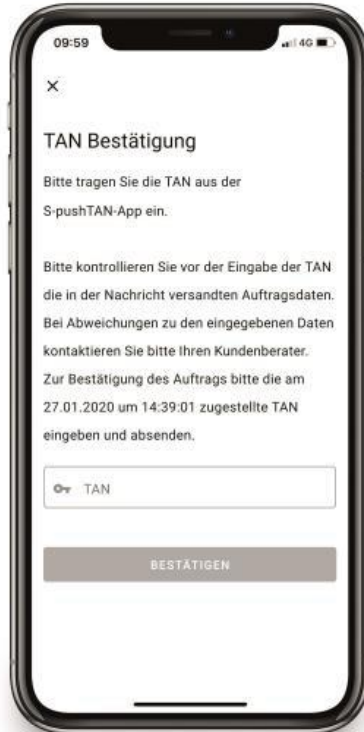 09:59
4G
×
TAN Bestätigung
Bitte tragen Sie die TAN aus der
S-pushTAN-App ein.
Bitte kontrollieren Sie vor der Eingabe der TAN
die in der Nachricht versandten Auftragsdaten.
Bei Abweichungen zu den eingegebenen Daten
kontaktieren Sie bitte Ihren Kundenberater.
Zur Bestätigung des Auftrags bitte die am
27.01.2020 um 14:39:01 zugestellte TAN
eingeben und absenden.
TAN
BESTÄTIGEN